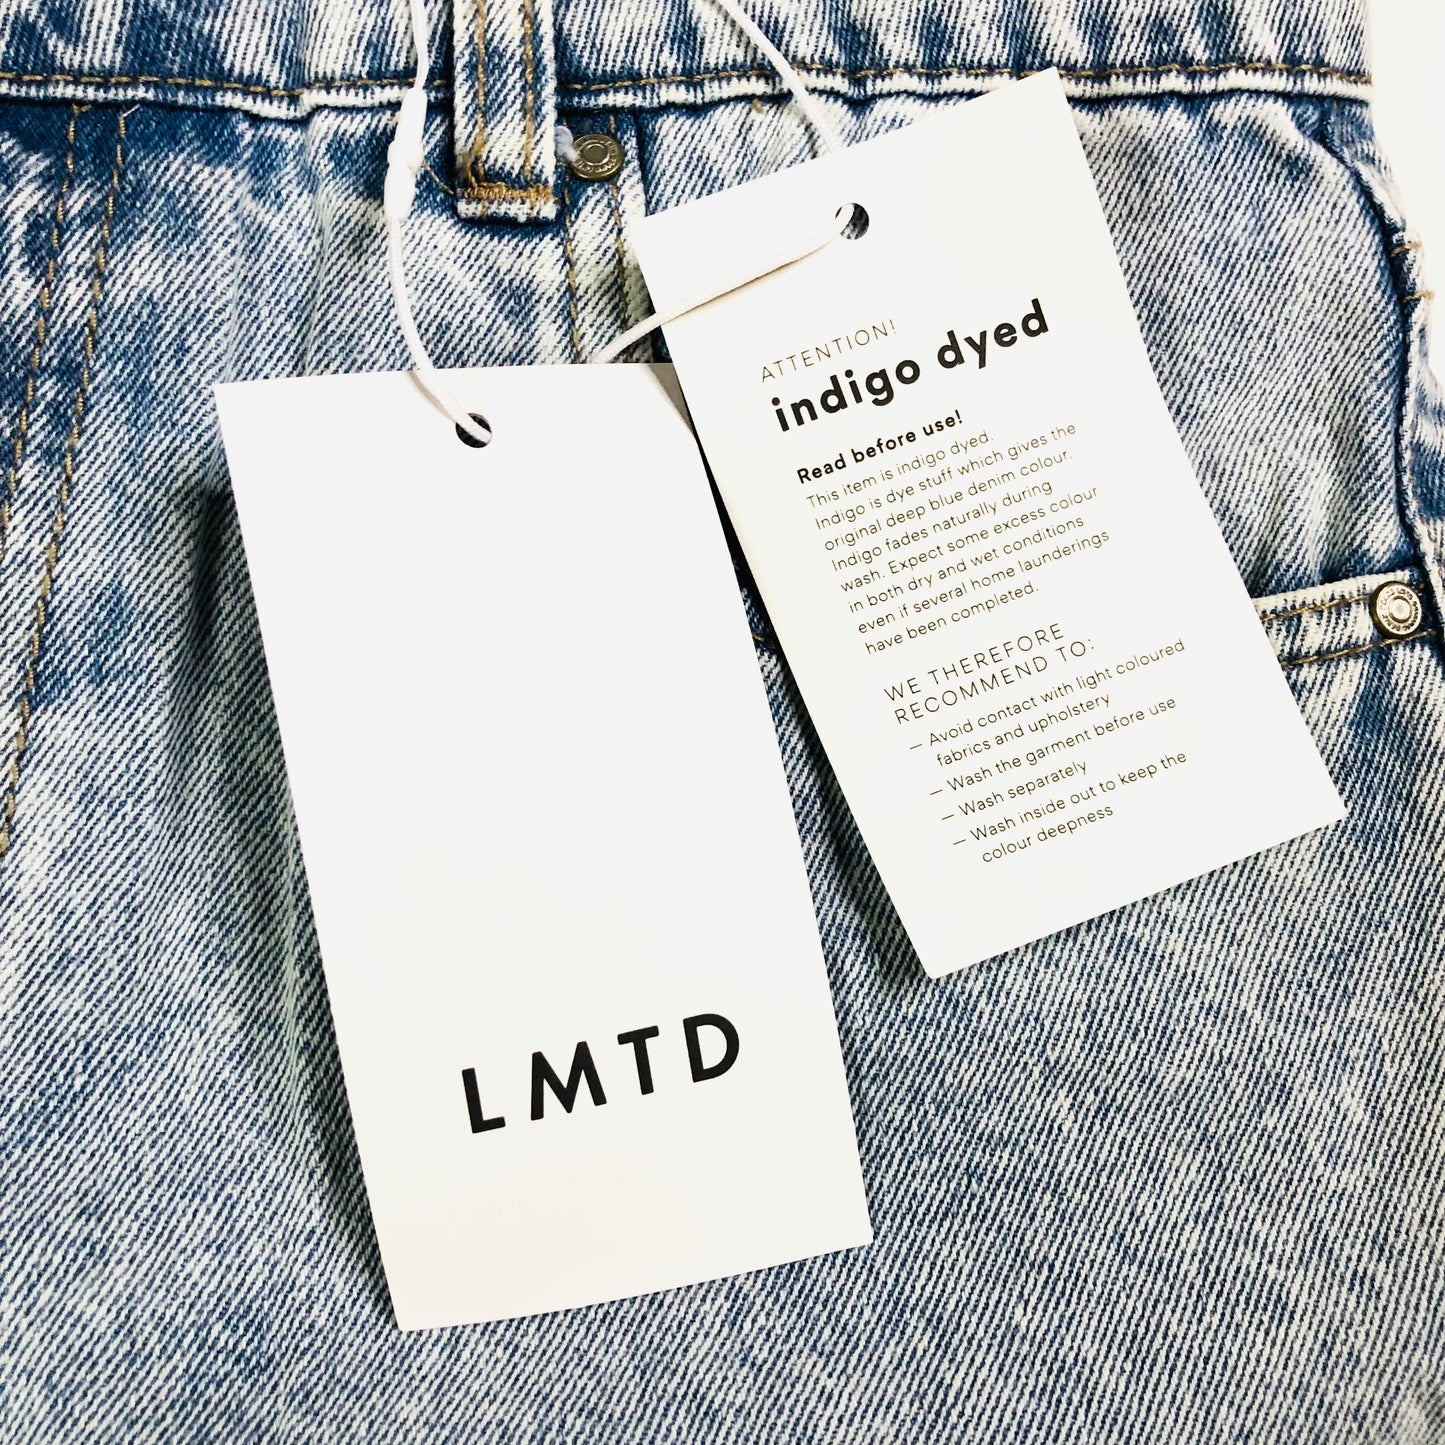 ATTENTION!
indigo dyed
Read before use!
This item is indigo dyed.
Indigo is dye stuff which gives the
original deep blue denim colour.
Indigo fades naturally during
wash. Expect some excess colour
in both dry and wet conditions
even if several home launderings
have been completed.
WE THEREFORE
RECOMMEND TO:
— Avoid contact with light coloured
fabrics and upholstery
— Wash the garment before use
— Wash separately
— Wash inside out to keep the
colour deepness
LMTD